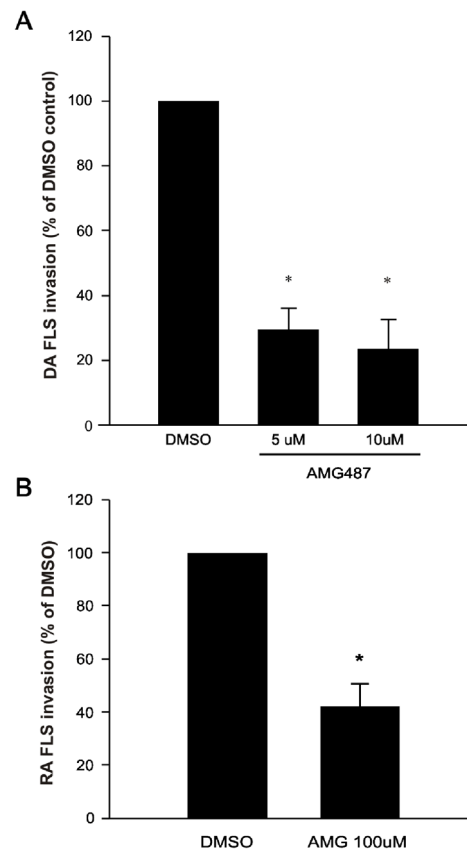 A
DA FLS invasion (% of DMSO control)
120
100
80
60
40
20
0
*
*
DMSO
5 uM
10uM
AMG487
B
RA FLS invasion (% of DMSO)
120
100
80
60
40
20
0
*
DMSO
AMG 100uM